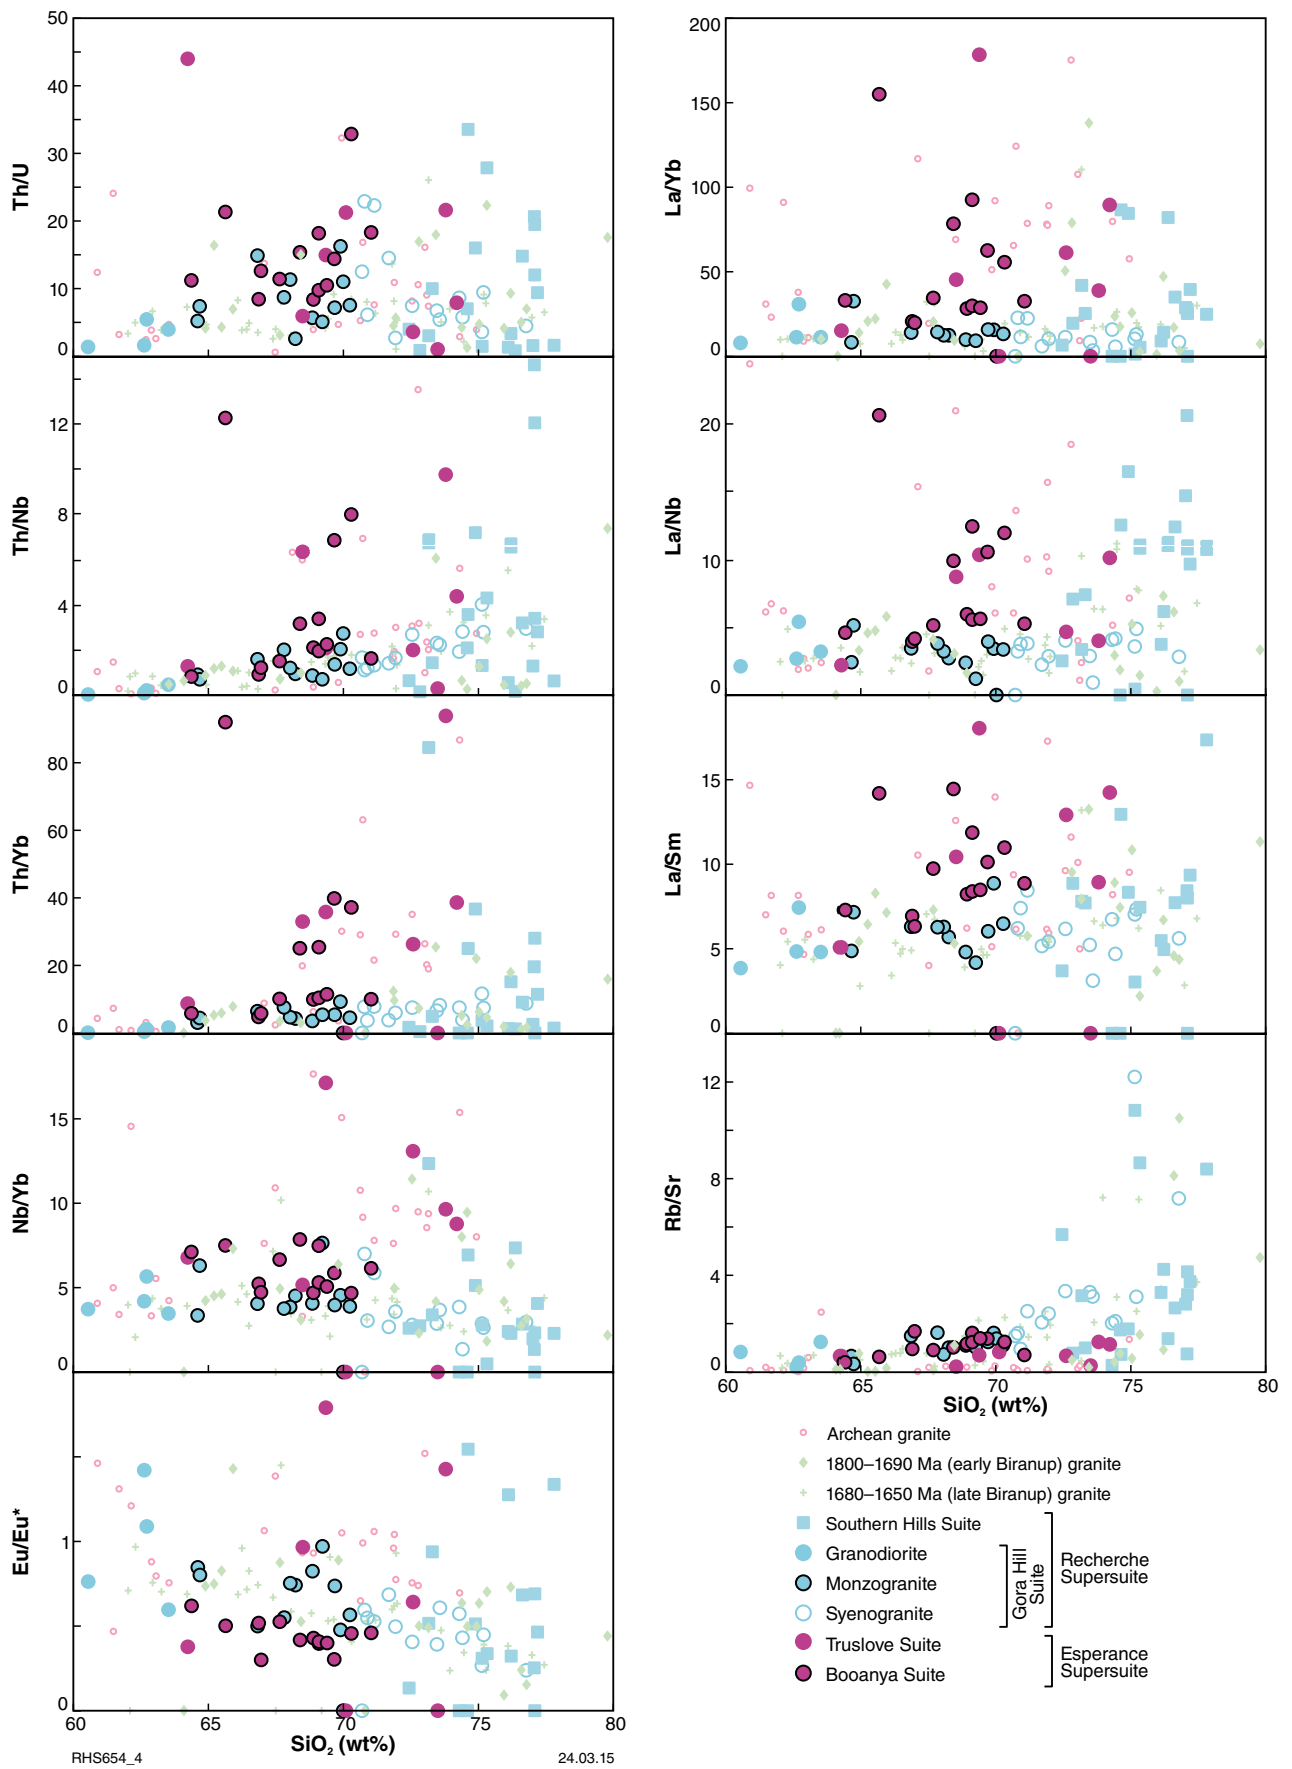 50
40
30
20
10
0
Th/U
12
8
4
0
Th/Nb
80
60
40
20
0
Th/Yb
15
10
5
0
Nb/Yb
1
0
Eu/Eu*
60 65 70 75 80
SiO₂ (wt%)
RHS654_4
24.03.15
200
150
100
50
0
La/Yb
20
10
0
La/Nb
15
10
5
0
La/Sm
12
8
4
0
Rb/Sr
60 65 70 75 80
SiO₂ (wt%)
Archean granite
1800–1690 Ma (early Biranup) granite
1680–1650 Ma (late Biranup) granite
Southern Hills Suite
Granodiorite
Monzogranite
Syenogranite
Truslove Suite
Booanya Suite
Gora Hill
Suite
Recherche
Supersuite
Esperance
Supersuite